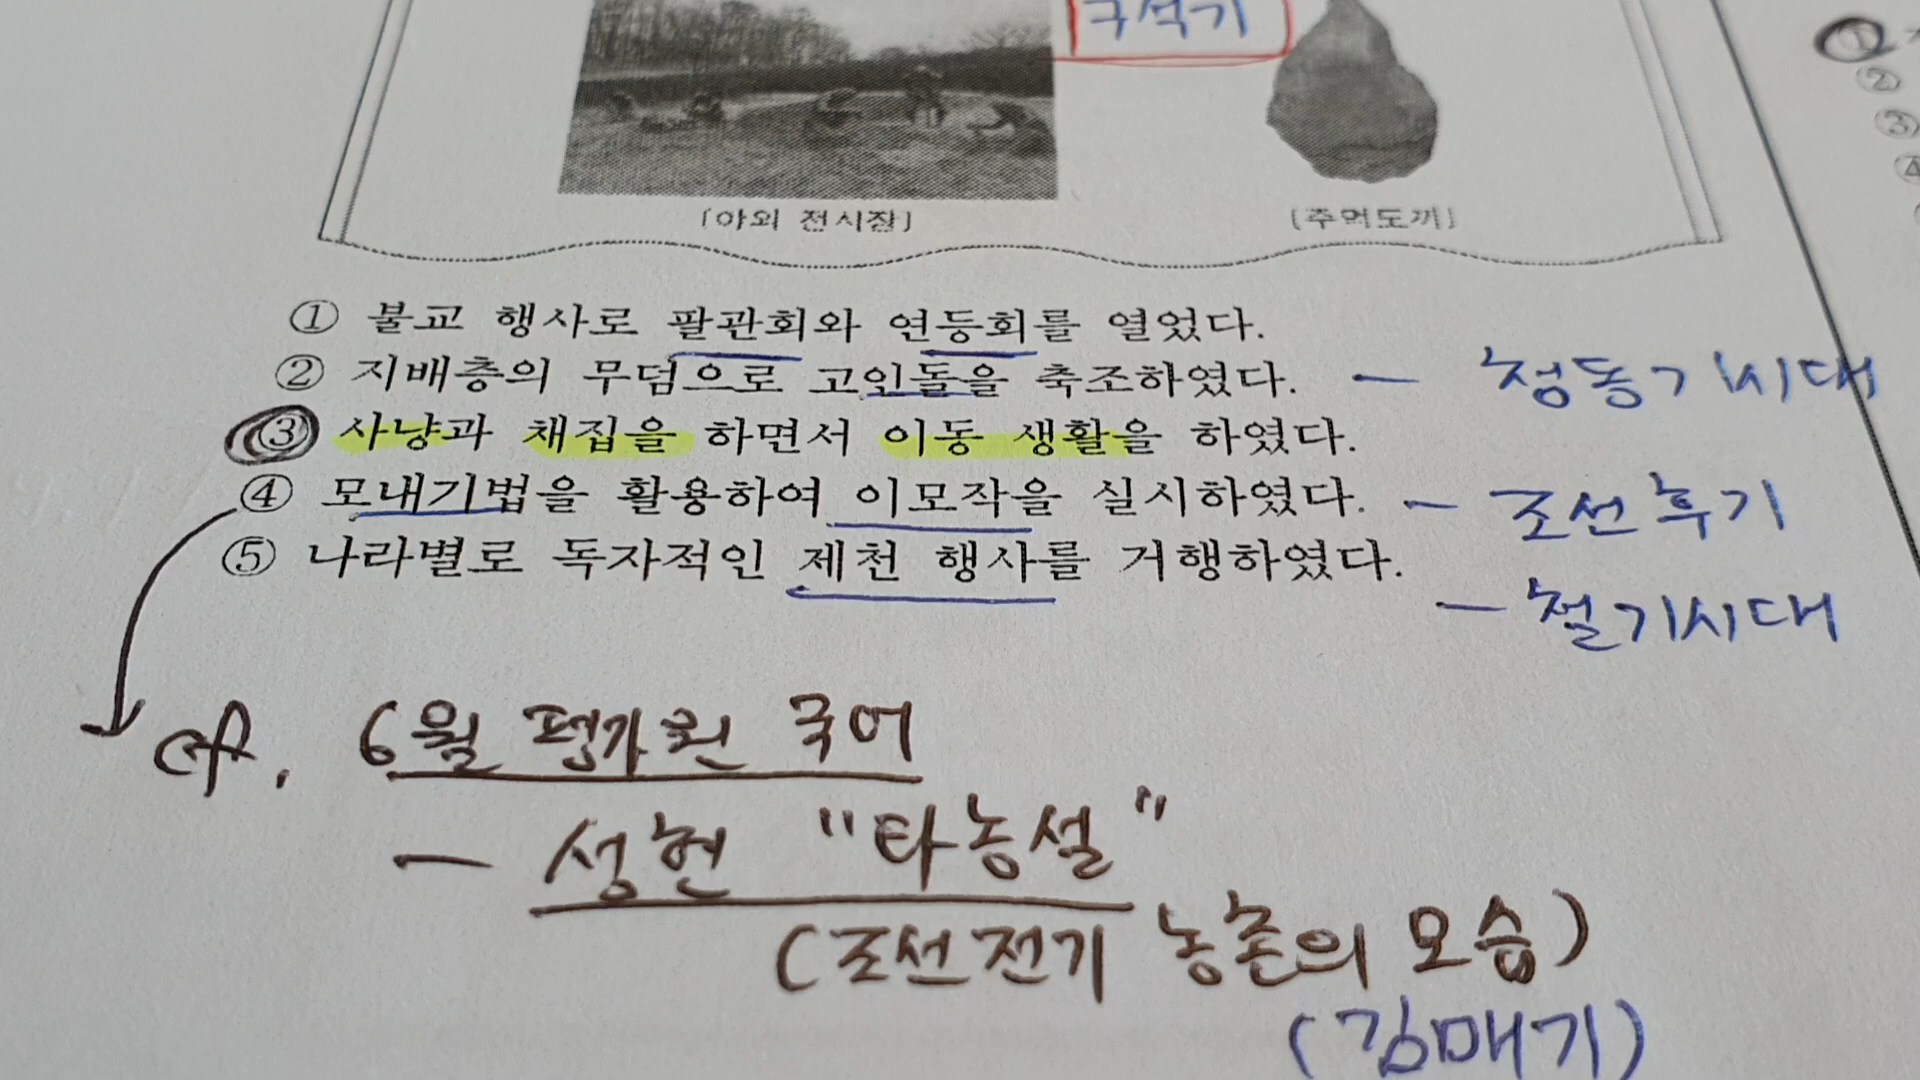 구석기
[야외 전시장]
[주먹도끼]
① 불교 행사로 팔관회와 연등회를 열었다.
② 지배층의 무덤으로 고인돌을 축조하였다. - 청동기시대
③ 사냥과 채집을 하면서 이동 생활을 하였다.
④ 모내기법을 활용하여 이모작을 실시하였다. - 조선후기
⑤ 나라별로 독자적인 제천 행사를 거행하였다.
- 철기시대
cf. 6월 평가원 국어
- 성현 "타농설"
(조선전기 농촌의 모습)
(김매기)
①
②
③
④